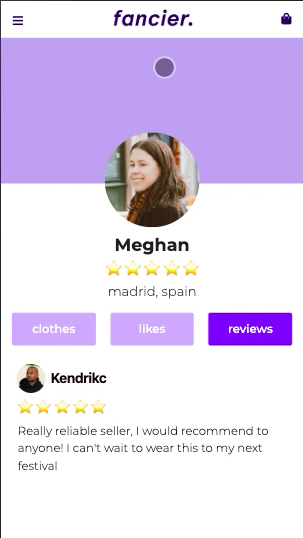 fancier.
Meghan
madrid, spain
clothes likes reviews
Kendrikc
Really reliable seller, I would recommend to
anyone! I can't wait to wear this to my next
festival